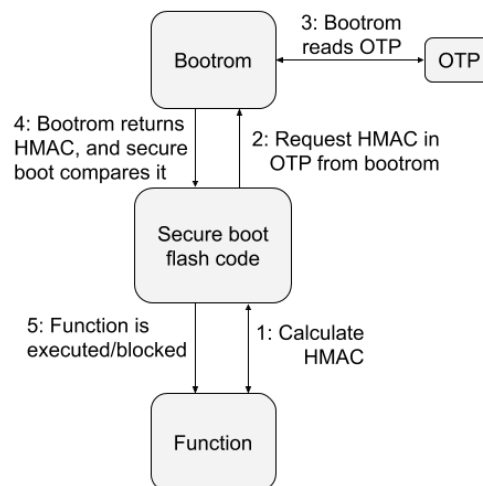 3: Bootrom
reads OTP
Bootrom
OTP
4: Bootrom returns
HMAC, and secure
boot compares it
2: Request HMAC in
OTP from bootrom
Secure boot
flash code
5: Function is
executed/blocked
1: Calculate
HMAC
Function